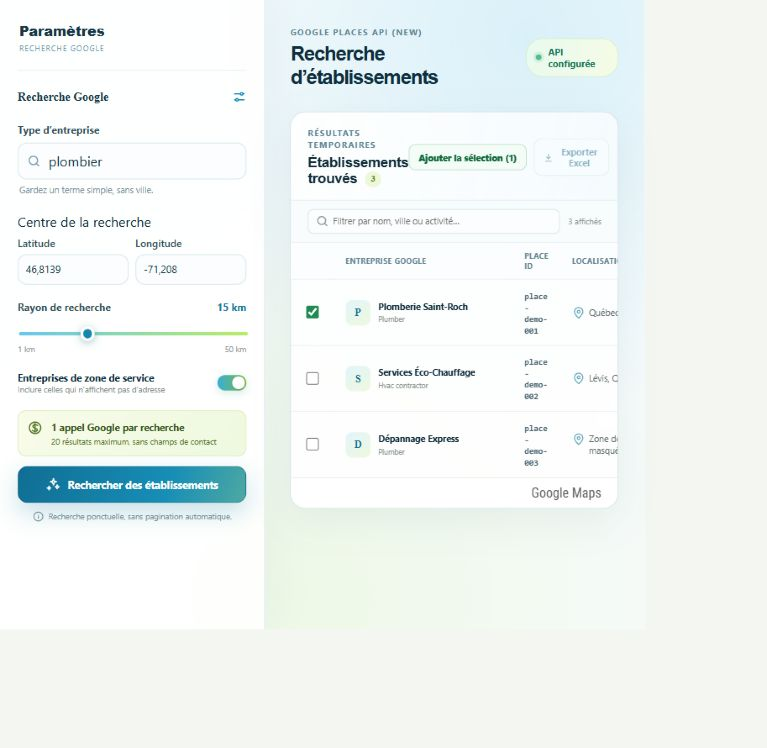 Paramètres
RECHERCHE GOOGLE
Recherche Google
Type d'entreprise
plombier
Gardez un terme simple, sans ville.
Centre de la recherche
Latitude
Longitude
46,8139
-71,208
Rayon de recherche
15 km
1 km
50 km
Entreprises de zone de service
Inclure celles qui n'affichent pas d'adresse
1 appel Google par recherche
20 résultats maximum, sans champs de contact
Rechercher des établissements
Recherche ponctuelle, sans pagination automatique.
GOOGLE PLACES API (NEW)
Recherche
d’établissements
API
configurée
RÉSULTATS
TEMPORAIRES
Établissements
trouvés 3
Ajouter la sélection (1)
Exporter
Excel
Filtrer par nom, ville ou activité...
3 affichés
ENTREPRISE GOOGLE
PLACE
ID
LOCALISATI
P
Plomberie Saint-Roch
Plumber
place
-
demo-
001
Québec
S
Services Éco-Chauffage
Hvac contractor
place
-
demo-
002
Lévis,
D
Dépannage Express
Plumber
place
-
demo-
003
Zone d
masqué
Google Maps